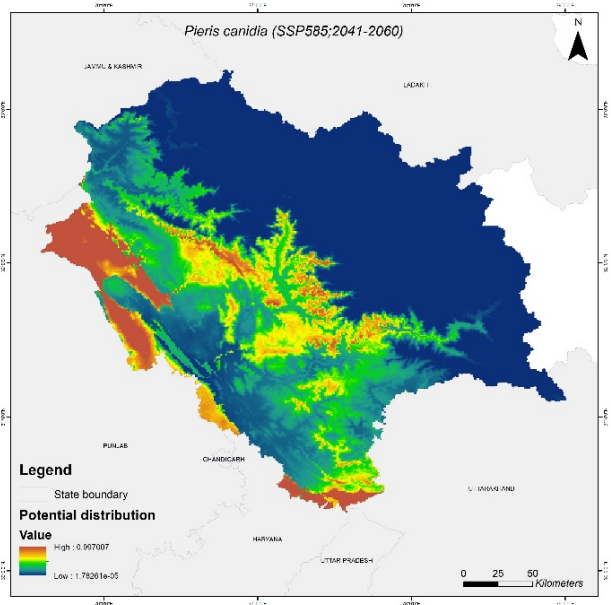 Pieris canidia (SSP585;2041-2060)
N
JAMMU & KASHMIR
LADAKH
PUNJAB
CHANDIGARH
UTTARAKHAND
HARYANA
UTTAR PRADESH
Legend
State boundary
Potential distribution
Value
High : 0.997007
Low : 1.78261e-05
0 25 50
Kilometers